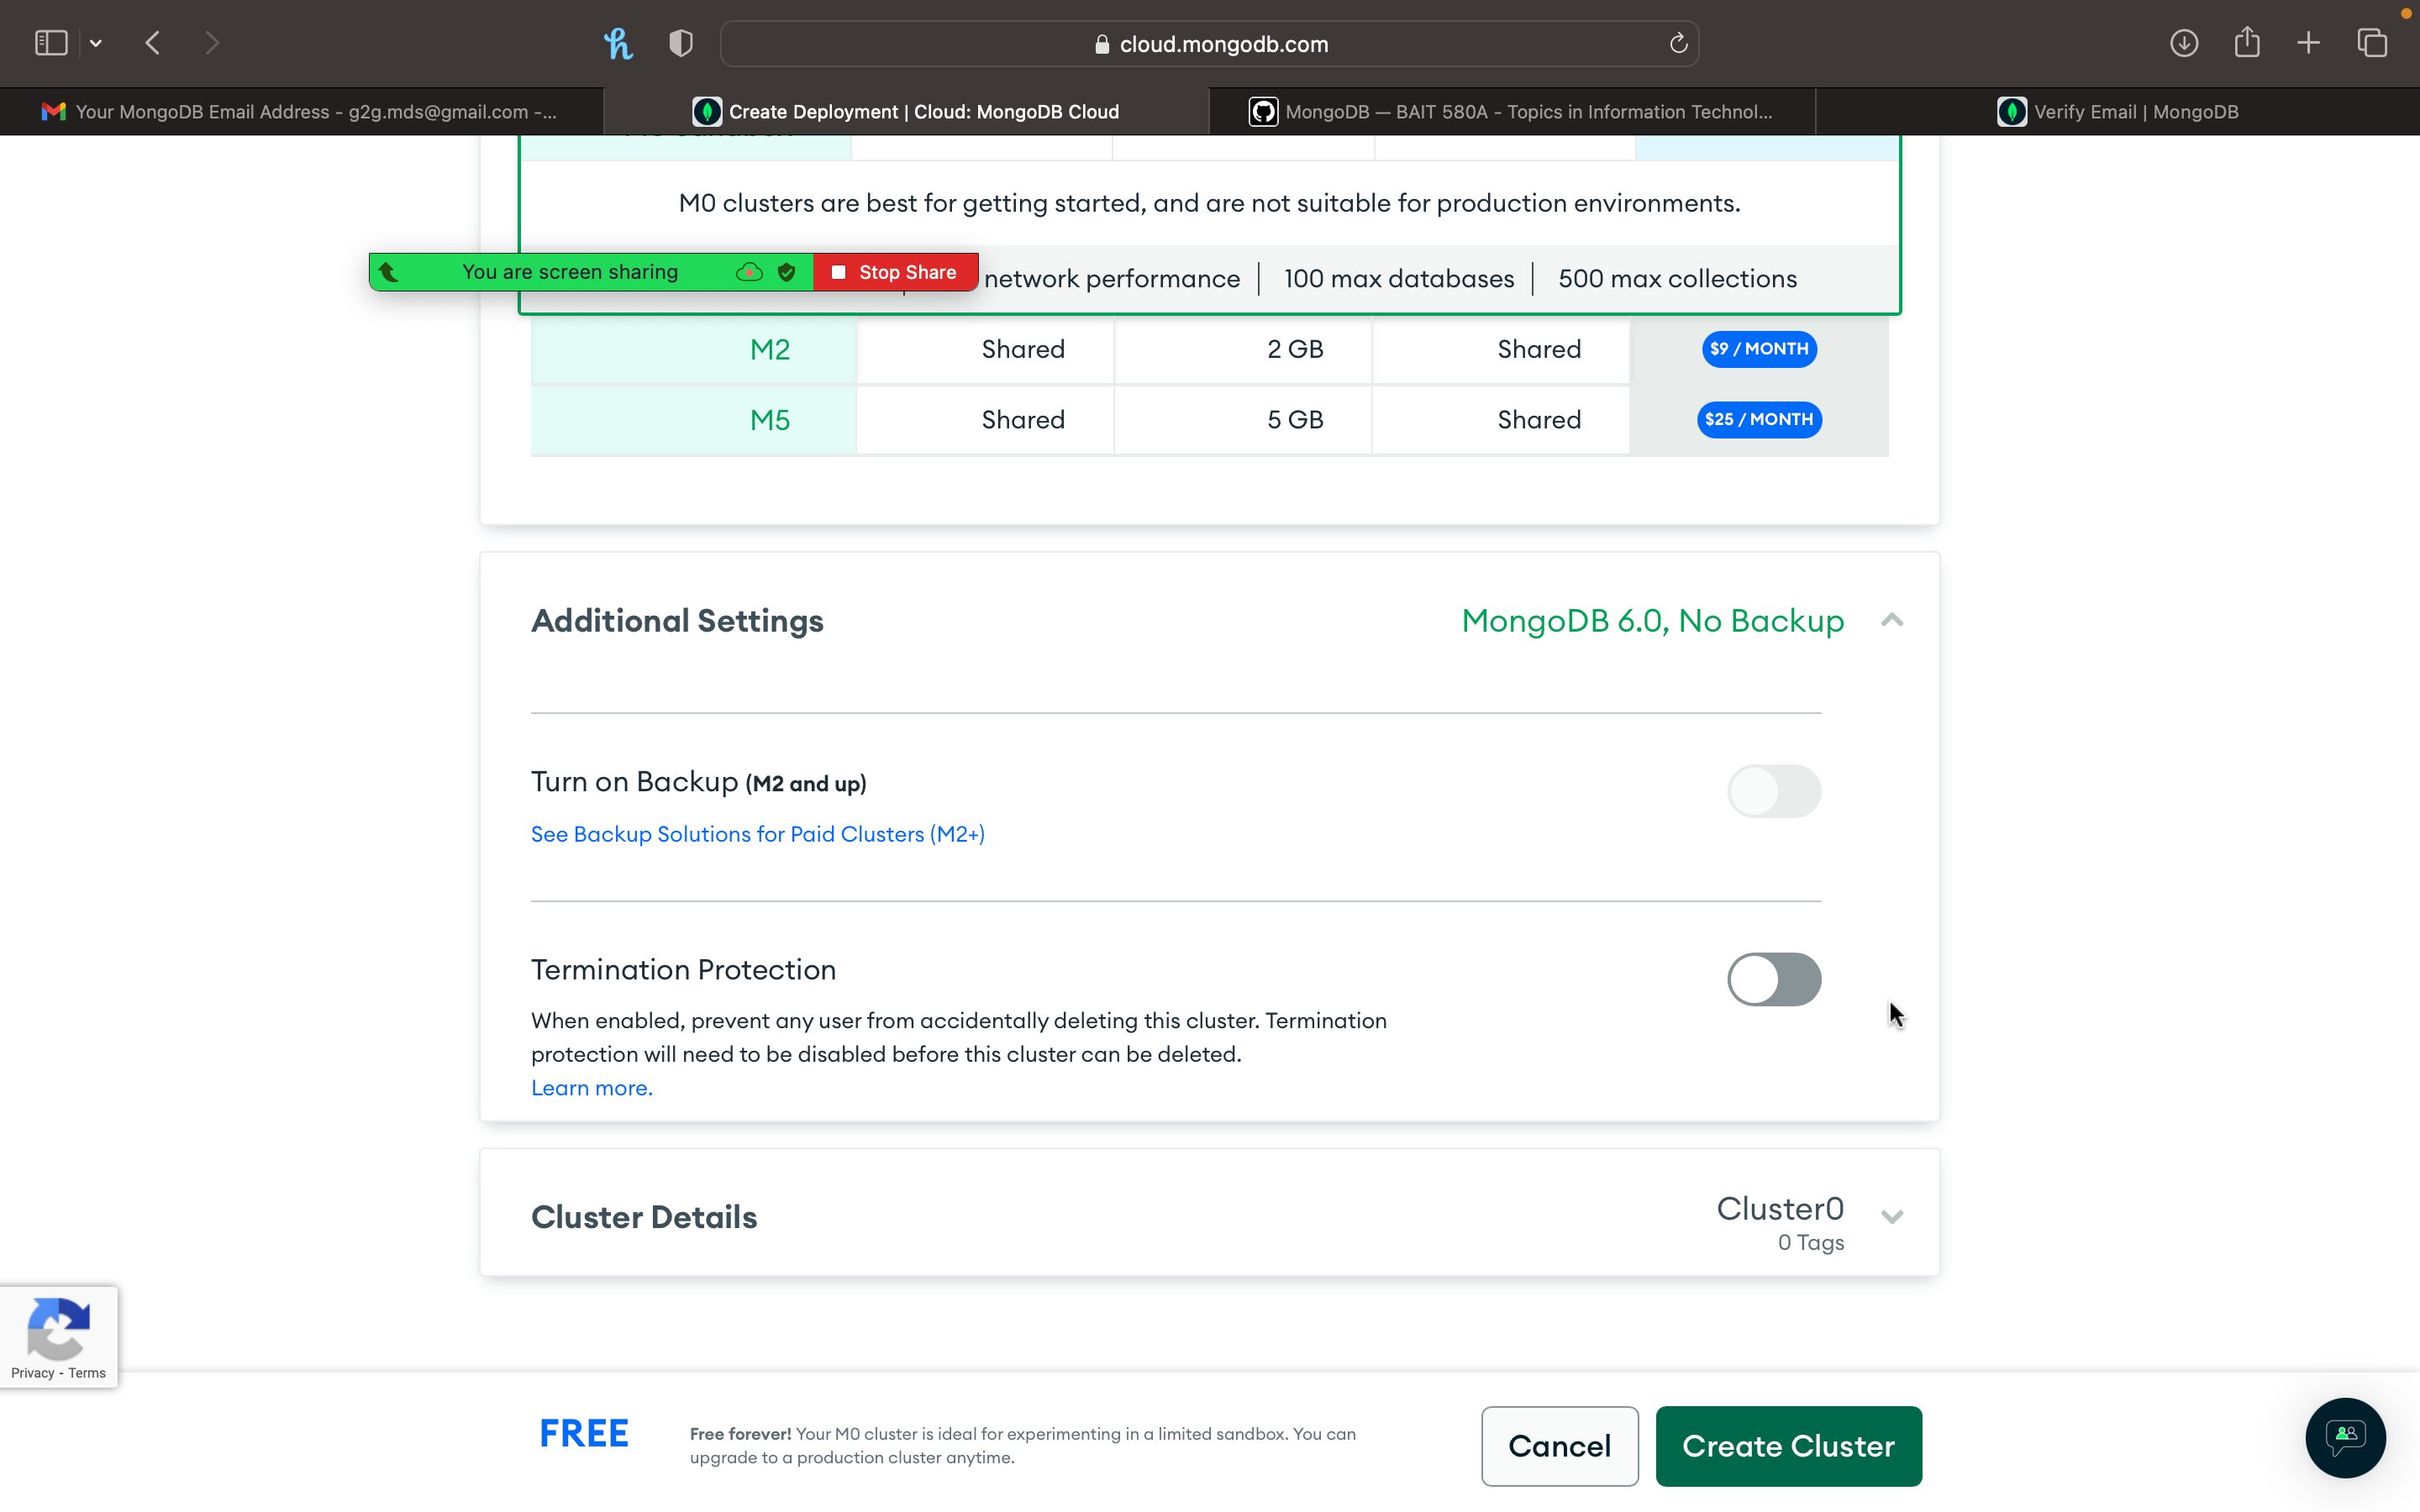 cloud.mongodb.com
Your MongoDB Email Address - g2g.mds@gmail.com -...
Create Deployment | Cloud: MongoDB Cloud
MongoDB — BAIT 580A - Topics in Information Technol...
Verify Email | MongoDB
M0 clusters are best for getting started, and are not suitable for production environments.
You are screen sharing
Stop Share
network performance
100 max databases
500 max collections
M2 Shared 2 GB Shared $9 / MONTH
M5 Shared 5 GB Shared $25 / MONTH
Additional Settings
MongoDB 6.0, No Backup
Turn on Backup (M2 and up)
See Backup Solutions for Paid Clusters (M2+)
Termination Protection
When enabled, prevent any user from accidentally deleting this cluster. Termination
protection will need to be disabled before this cluster can be deleted.
Learn more.
Cluster Details
Cluster0
0 Tags
Privacy - Terms
FREE
Free forever! Your M0 cluster is ideal for experimenting in a limited sandbox. You can
upgrade to a production cluster anytime.
Cancel
Create Cluster